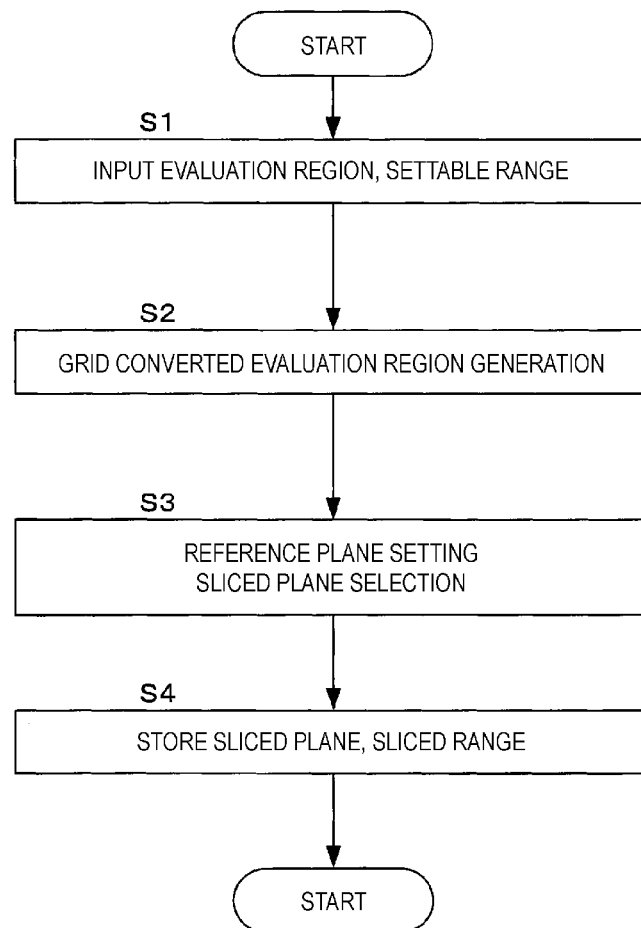 START
S1
INPUT EVALUATION REGION, SETTABLE RANGE
S2
GRID CONVERTED EVALUATION REGION GENERATION
S3
REFERENCE PLANE SETTING
SLICED PLANE SELECTION
S4
STORE SLICED PLANE, SLICED RANGE
START